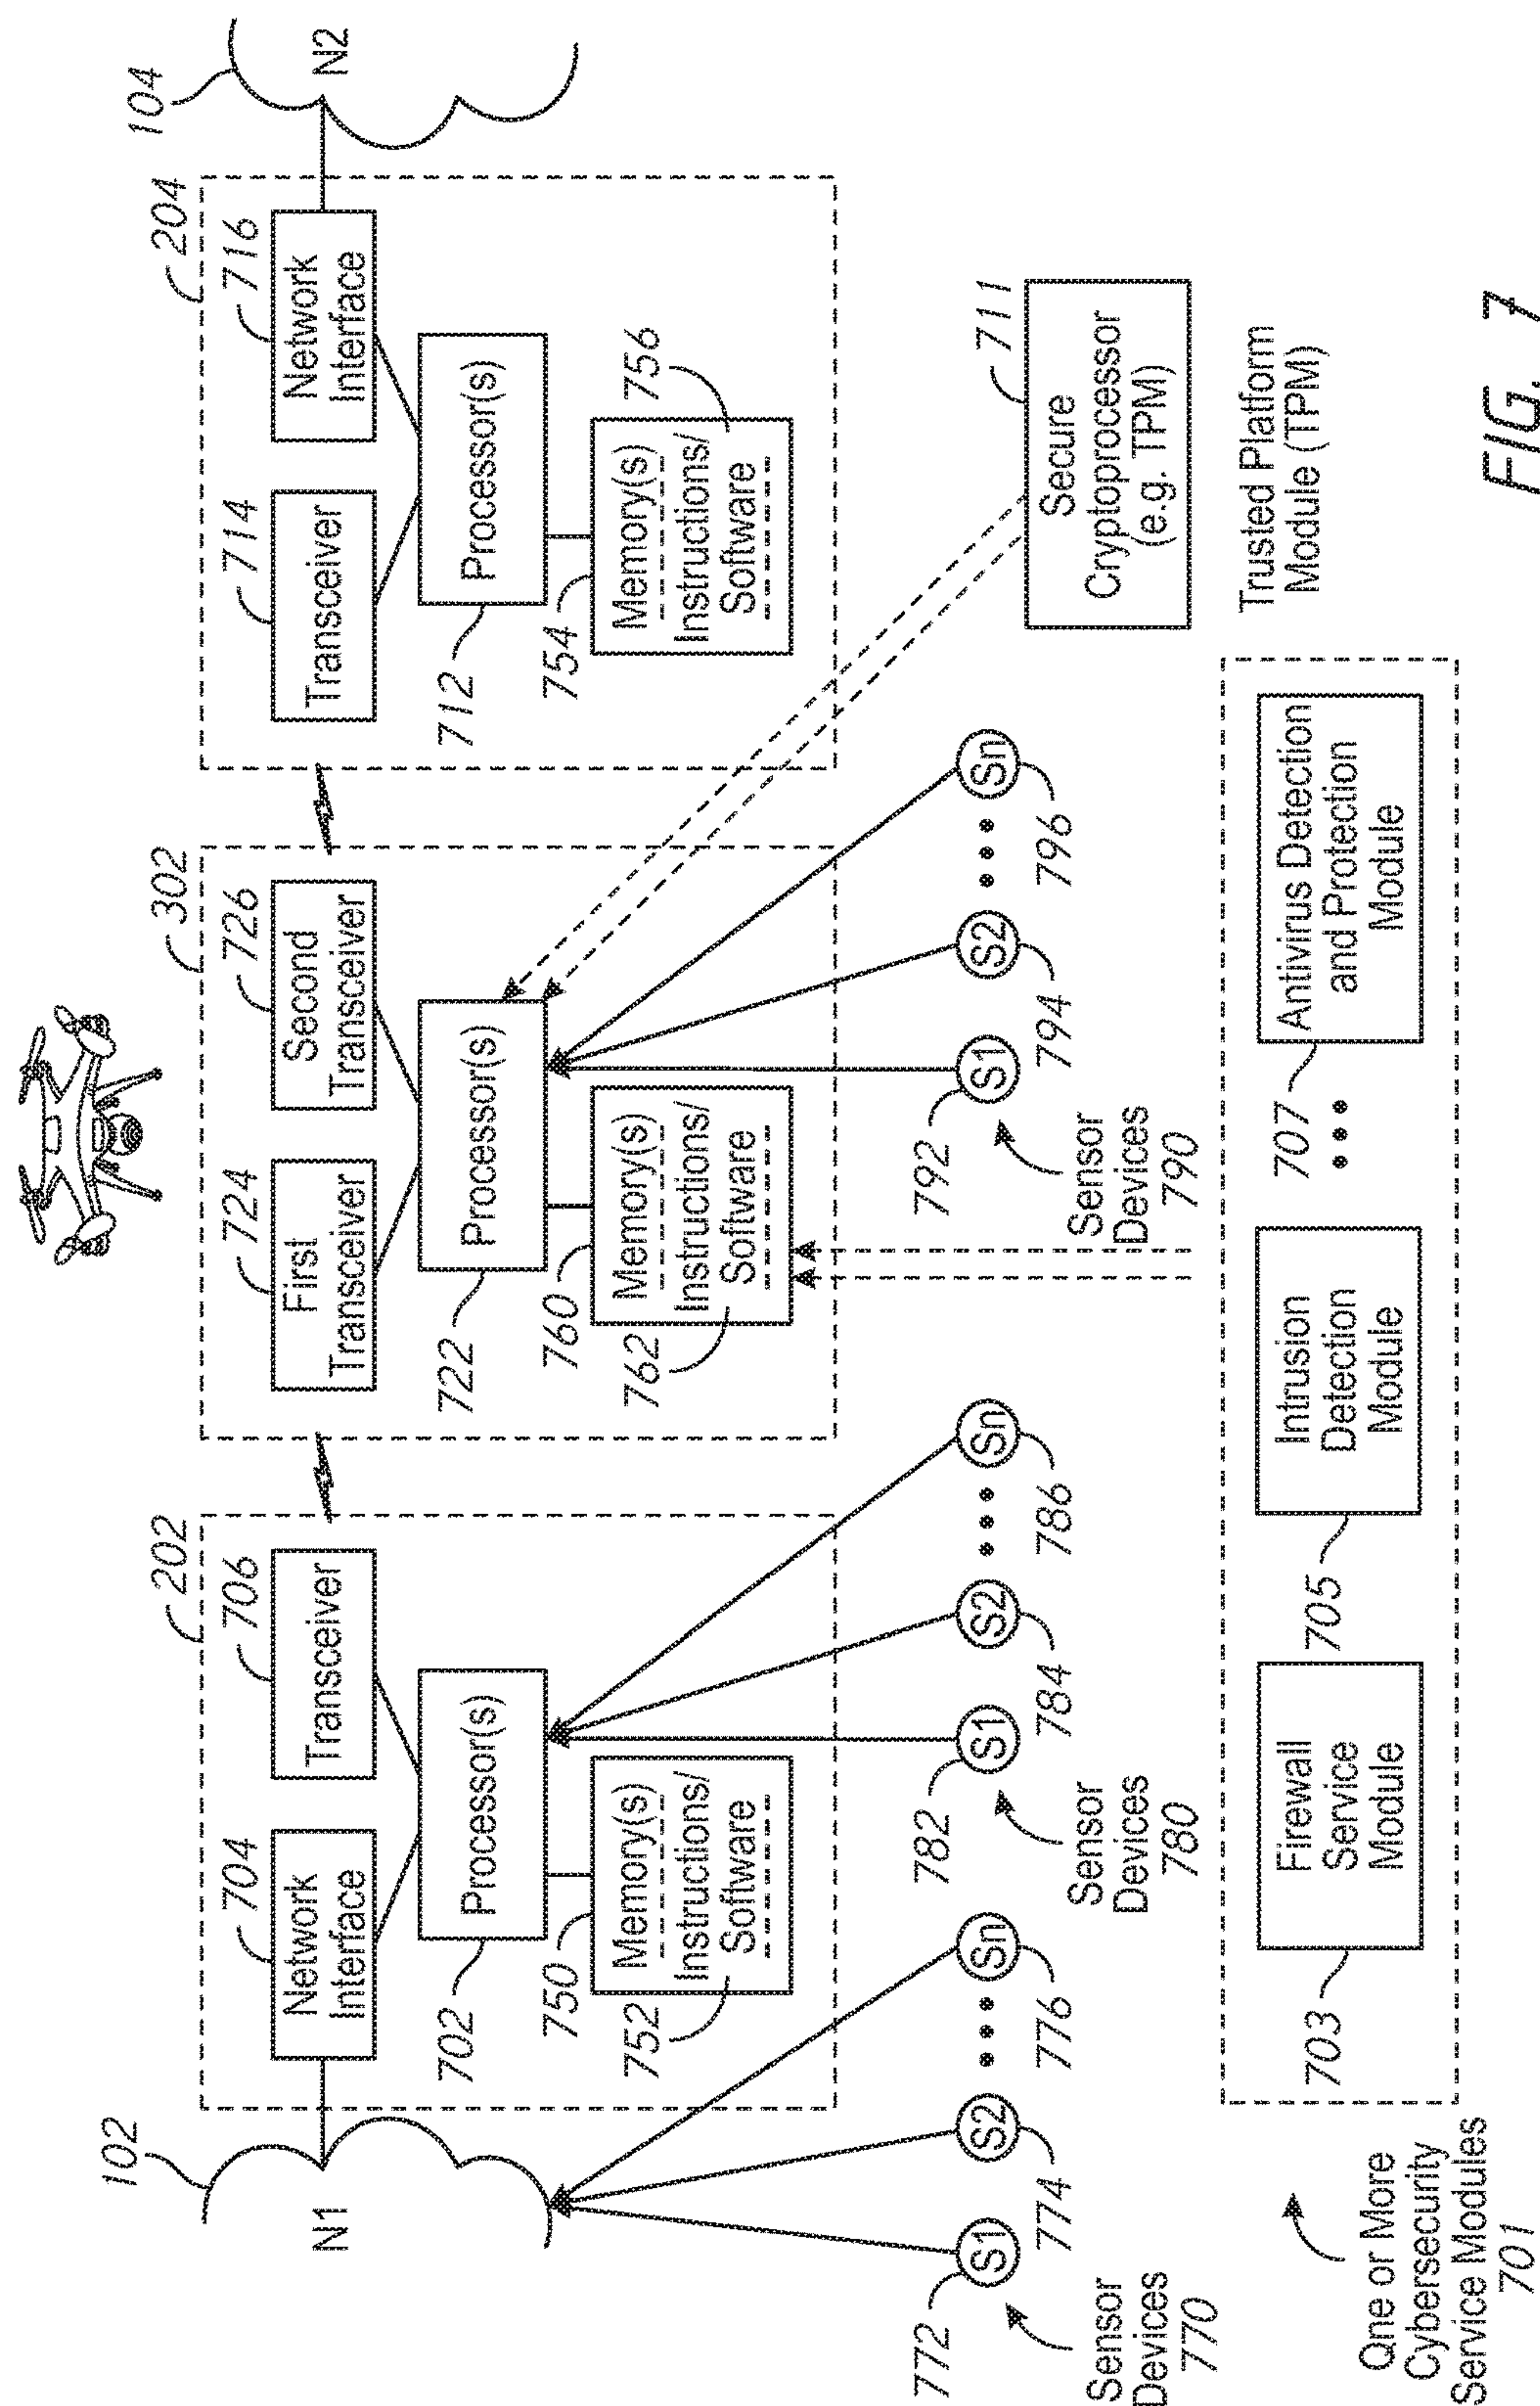 102
N1
202
704
Network
Interface
706
Transceiver
702
Processor(s)
750
752
Memory(s)
Instructions/
Software
302
724
First
Transceiver
726
Second
Transceiver
722
Processor(s)
760
762
Memory(s)
Instructions/
Software
204
714
Transceiver
716
Network
Interface
712
Processor(s)
754
756
Memory(s)
Instructions/
Software
104
N2
772
S1
S2
Sn
774
776
Sensor
Devices
770
782
S1
S2
Sn
784
786
Sensor
Devices
780
792
S1
S2
Sn
794
796
Sensor
Devices
790
711
Secure
Cryptoprocessor
(e.g. TPM)
Trusted Platform
Module (TPM)
703
Firewall
Service
Module
705
Intrusion
Detection
Module
707
Antivirus Detection
and Protection
Module
One or More
Cybersecurity
Service Modules
701
FIG. 7